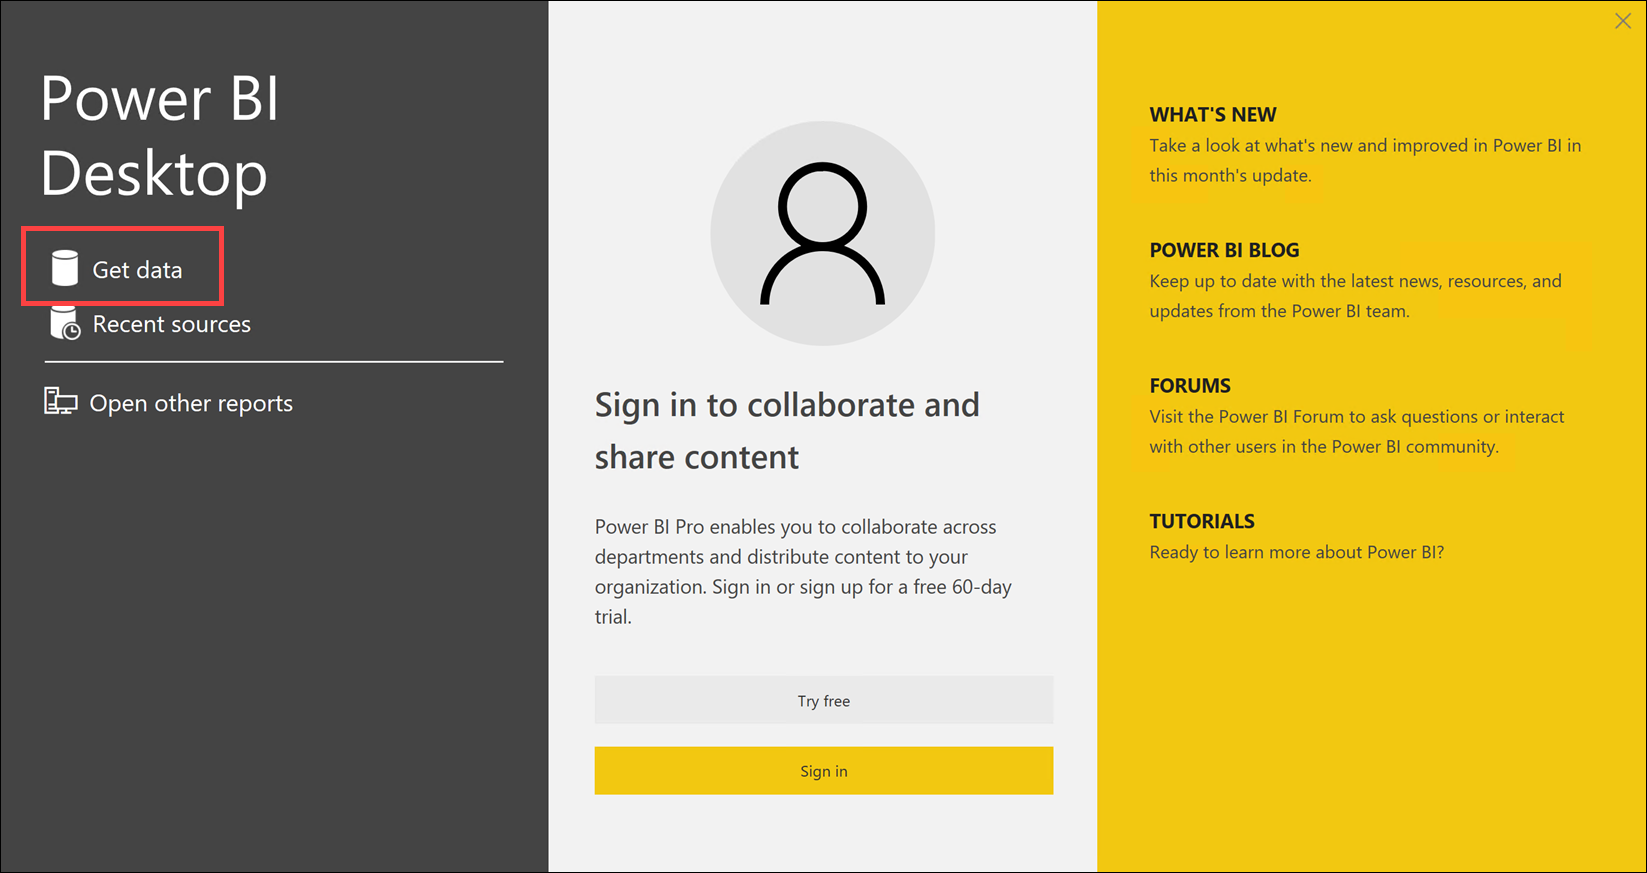 Power BI
Desktop
Get data
Recent sources
Open other reports
Sign in to collaborate and
share content
Power BI Pro enables you to collaborate across
departments and distribute content to your
organization. Sign in or sign up for a free 60-day
trial.
Try free
Sign in
WHAT'S NEW
Take a look at what's new and improved in Power BI in
this month's update.
POWER BI BLOG
Keep up to date with the latest news, resources, and
updates from the Power BI team.
FORUMS
Visit the Power BI Forum to ask questions or interact
with other users in the Power BI community.
TUTORIALS
Ready to learn more about Power BI?